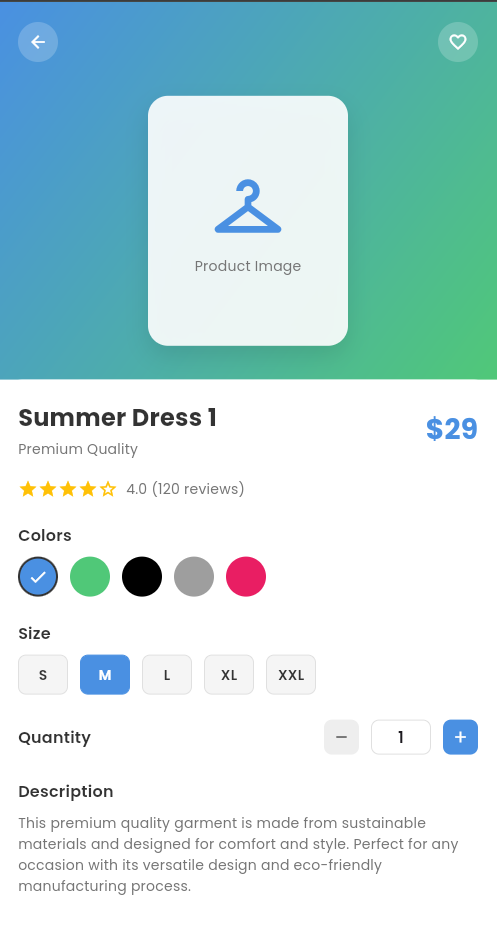 Product Image
Summer Dress 1
$29
Premium Quality
4.0 (120 reviews)
Colors
Size
S M L XL XXL
Quantity
1
Description
This premium quality garment is made from sustainable
materials and designed for comfort and style. Perfect for any
occasion with its versatile design and eco-friendly
manufacturing process.